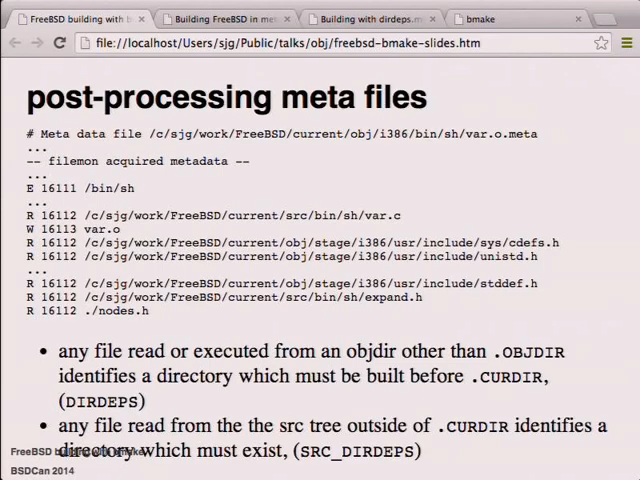 FreeBSD building with b
Building FreeBSD in met
Building with dirdeps.m
bmake
file://localhost/Users/sjg/Public/talks/obj/freebsd-bmake-slides.htm
post-processing meta files
# Meta data file /c/sjg/work/FreeBSD/current/obj/i386/bin/sh/var.o.meta
...
-- filemon acquired metadata --
...
E 16111 /bin/sh
...
R 16112 /c/sjg/work/FreeBSD/current/src/bin/sh/var.c
W 16113 var.o
R 16112 /c/sjg/work/FreeBSD/current/obj/stage/i386/usr/include/sys/cdefs.h
R 16112 /c/sjg/work/FreeBSD/current/obj/stage/i386/usr/include/unistd.h
...
R 16112 /c/sjg/work/FreeBSD/current/obj/stage/i386/usr/include/stddef.h
R 16112 /c/sjg/work/FreeBSD/current/src/bin/sh/expand.h
R 16112 ./nodes.h
• any file read or executed from an objdir other than .OBJDIR
identifies a directory which must be built before .CURDIR,
(DIRDEPS)
• any file read from the the src tree outside of .CURDIR identifies a
directory which must exist, (SRC_DIRDEPS)
FreeBSD building with bmake
BSDCan 2014